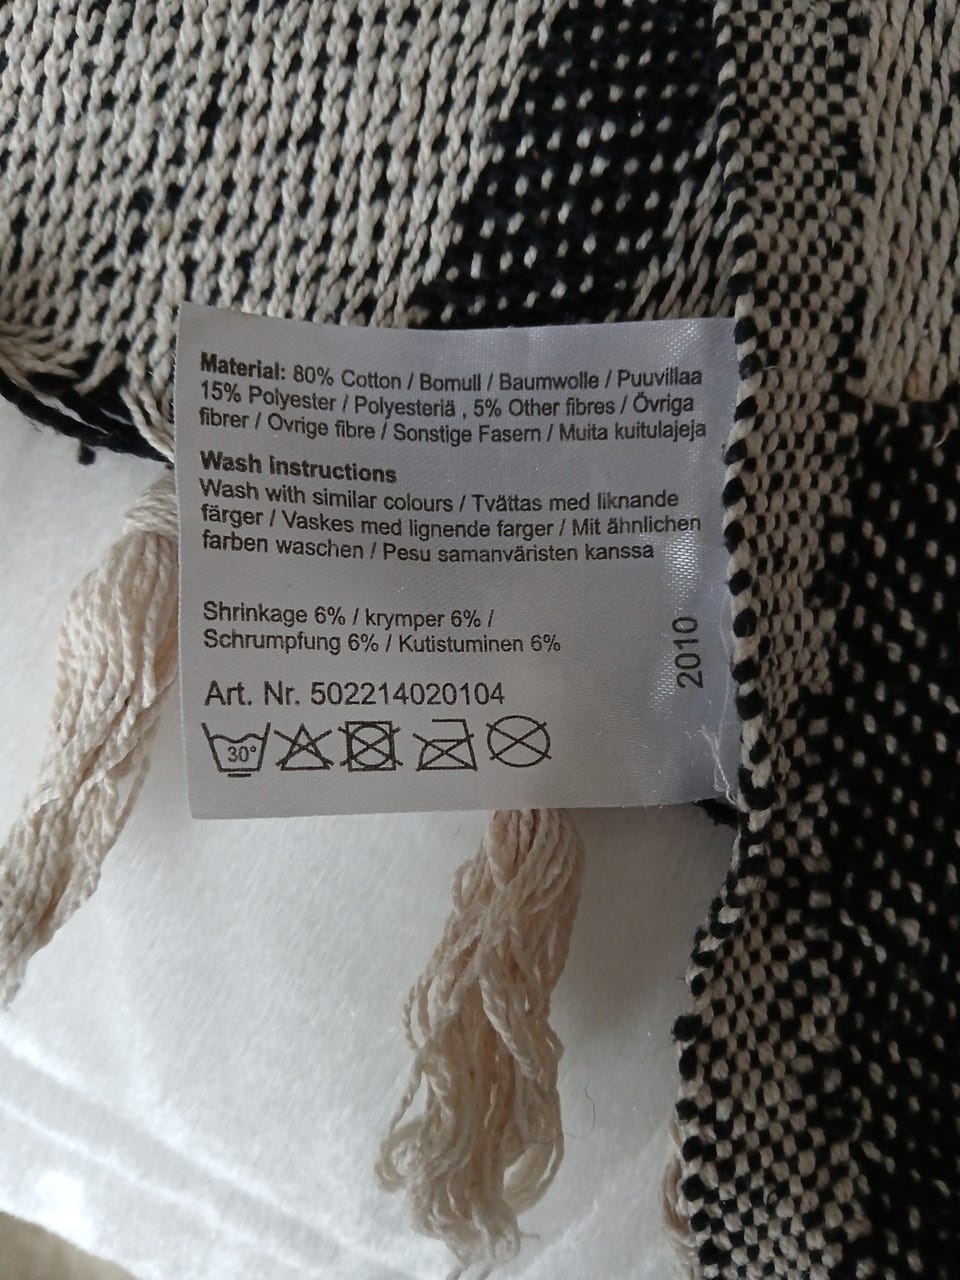 Material: 80% Cotton / Bomull / Baumwolle / Puuvillaa
15% Polyester / Polyesteriä , 5% Other fibres / Övriga
fibrer / Ovrige fibre / Sonstige Fasern / Muita kuitulajeja
Wash instructions
Wash with similar colours / Tvättas med liknande
färger / Vaskes med lignende farger / Mit ähnlichen
farben waschen / Pesu samanväristen kanssa
Shrinkage 6% / krymper 6% /
Schrumpfung 6% / Kutistuminen 6%
2010
Art. Nr. 502214020104
30°